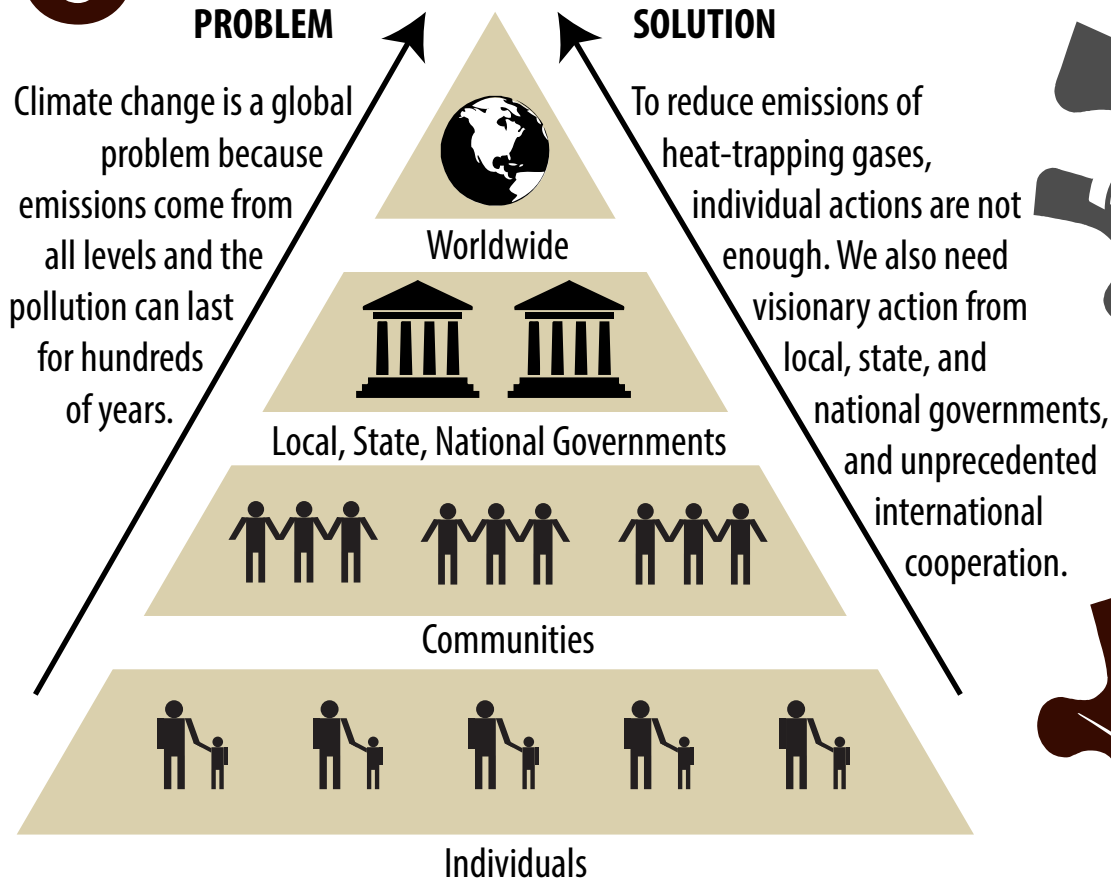 PROBLEM
Climate change is a global
problem because
emissions come from
all levels and the
pollution can last
for hundreds
of years.
SOLUTION
To reduce emissions of
heat-trapping gases,
individual actions are not
enough. We also need
visionary action from
local, state, and
national governments,
and unprecedented
international
cooperation.
Worldwide
Local, State, National Governments
Communities
Individuals